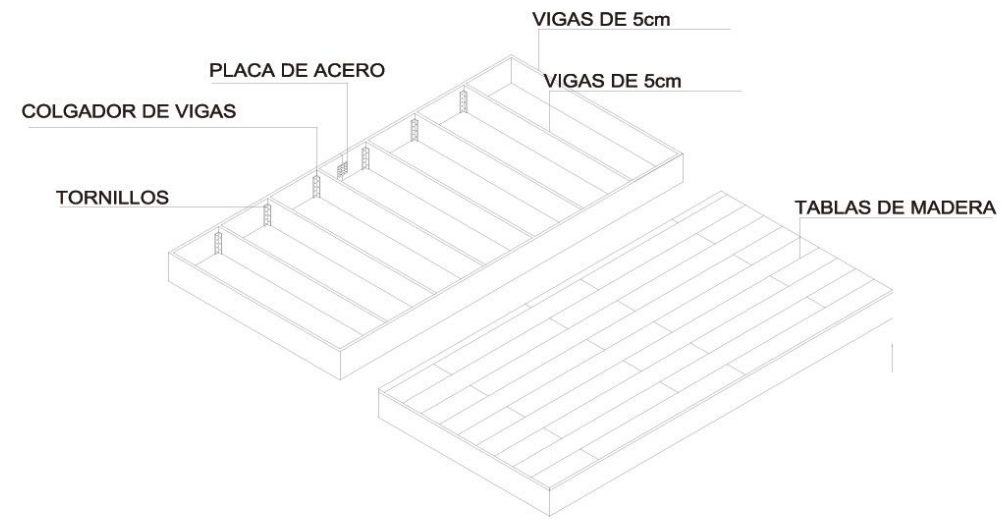 VIGAS DE 5cm
PLACA DE ACERO
VIGAS DE 5cm
COLGADOR DE VIGAS
TORNILLOS
TABLAS DE MADERA